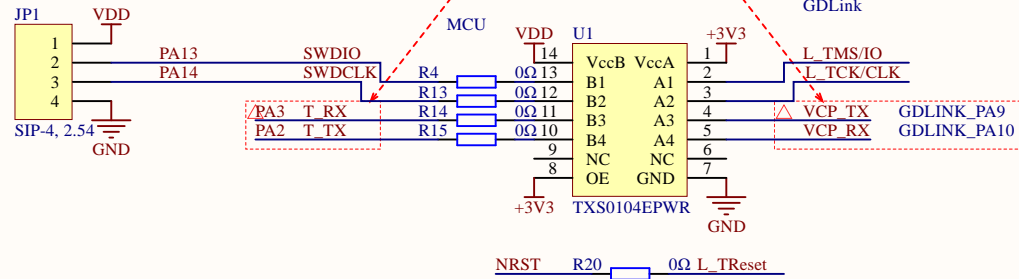 GDLink
JP1 VDD MCU VDD U1 +3V3
1 14 VccB VccA 1 L_TMS/IO
2 PA13 SWDIO R4 0Ω 13 B1 A1 2 L_TCK/CLK
3 PA14 SWDCLK R13 0Ω 12 B2 A2 3
4 PA3 T_RX R14 0Ω 11 B3 A3 4 VCP_TX GDLINK_PA9
SIP-4, 2.54 PA2 T_TX R15 0Ω 10 B4 A4 5 VCP_RX GDLINK_PA10
GND 9 NC NC 6
8 OE GND 7
+3V3 TXS0104EPWR
GND
NRST R20 0Ω L_TReset